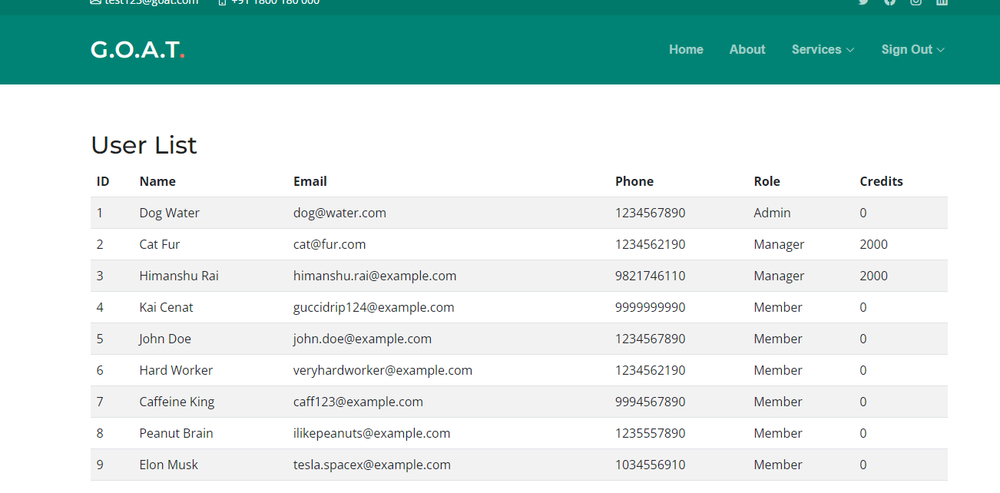 test123@goat.com +91 1800 180 000
G.O.A.T. Home About Services Sign Out
User List
ID Name Email Phone Role Credits
1 Dog Water dog@water.com 1234567890 Admin 0
2 Cat Fur cat@fur.com 1234562190 Manager 2000
3 Himanshu Rai himanshu.rai@example.com 9821746110 Manager 2000
4 Kai Cenat guccidrip124@example.com 9999999990 Member 0
5 John Doe john.doe@example.com 1234567890 Member 0
6 Hard Worker veryhardworker@example.com 1234562190 Member 0
7 Caffeine King caff123@example.com 9994567890 Member 0
8 Peanut Brain ilikepeanuts@example.com 1235557890 Member 0
9 Elon Musk tesla.spacex@example.com 1034556910 Member 0